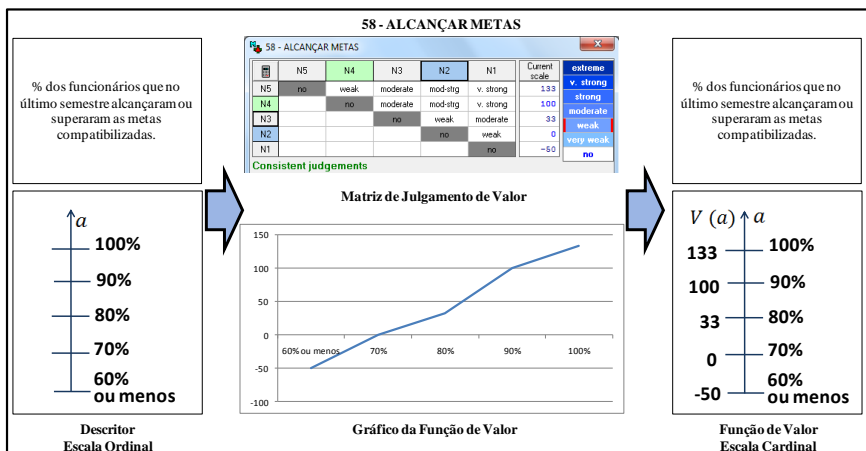 58 - ALCANÇAR METAS
% dos funcionários que no
último semestre alcançaram ou
superaram as metas
compatibilizadas.
a
100%
90%
80%
70%
60%
ou menos
Descritor
Escala Ordinal
58 - ALCANÇAR METAS
N5 N4 N3 N2 N1 Current scale
N5 no weak moderate mod-strg v. strong 133
N4 no moderate mod-strg v. strong 100
N3 no weak moderate 33
N2 no weak 0
N1 no -50
extreme
v. strong
strong
moderate
weak
very weak
no
Consistent judgements
Matriz de Julgamento de Valor
150
100
50
0
-50
-100
60% ou menos 70% 80% 90% 100%
Gráfico da Função de Valor
% dos funcionários que no
último semestre alcançaram ou
superaram as metas
compatibilizadas.
V (a) a
133 100%
100 90%
33 80%
0 70%
-50 60%
ou menos
Função de Valor
Escala Cardinal